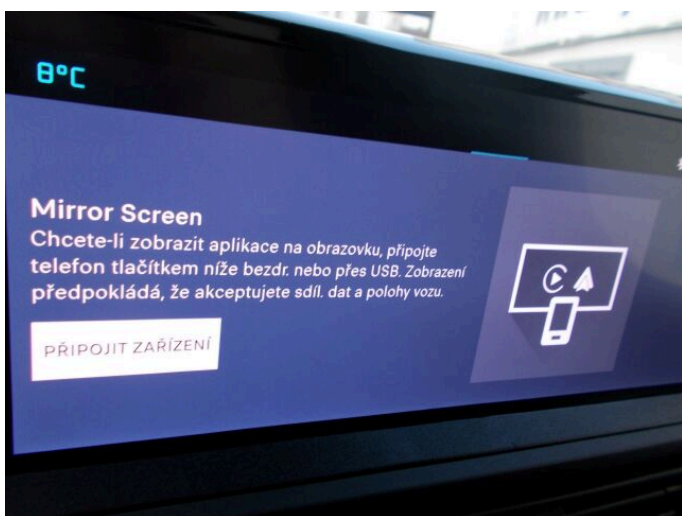 8°C
Mirror Screen
Chcete-li zobrazit aplikace na obrazovku, připojte
telefon tlačítkem níže bezdr. nebo přes USB. Zobrazení
předpokládá, že akceptujete sdíl. dat a polohy vozu.
PŘIPOJIT ZAŘÍZENÍ